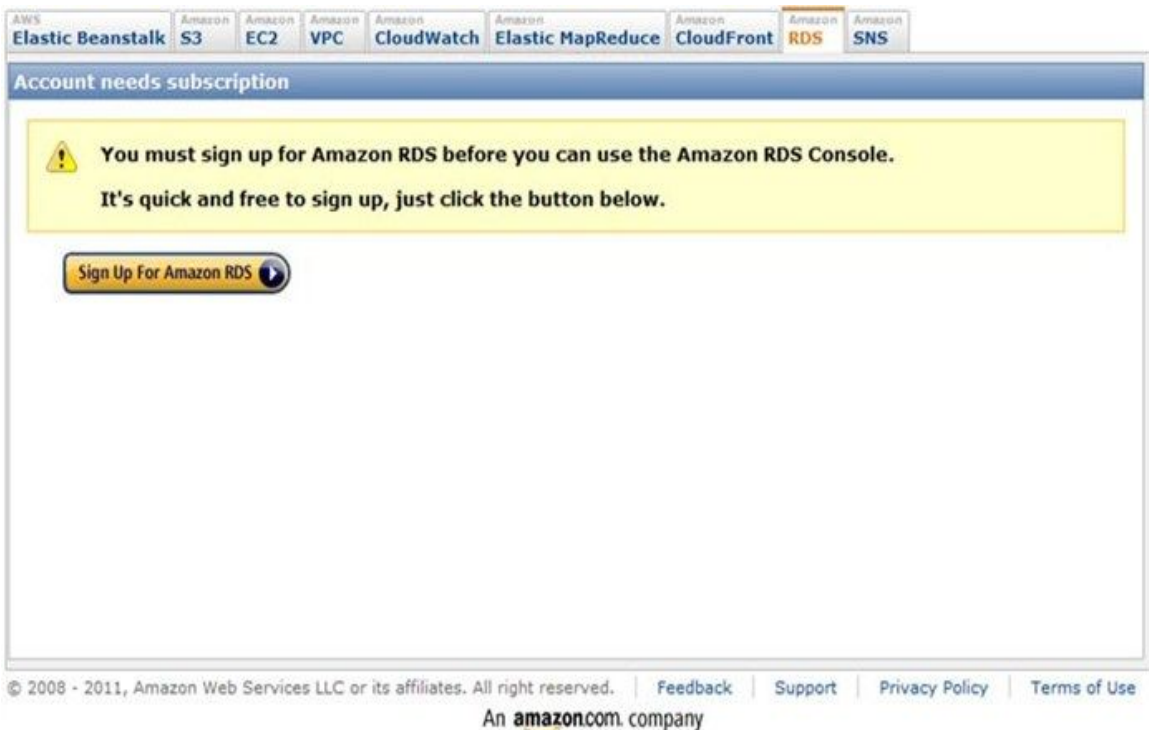 AWS Amazon Amazon Amazon Amazon Amazon Amazon Amazon Amazon
Elastic Beanstalk S3 EC2 VPC CloudWatch Elastic MapReduce CloudFront RDS SNS
Account needs subscription
You must sign up for Amazon RDS before you can use the Amazon RDS Console.
It's quick and free to sign up, just click the button below.
Sign Up For Amazon RDS
© 2008 - 2011, Amazon Web Services LLC or its affiliates. All right reserved. Feedback Support Privacy Policy Terms of Use
An amazon.com. company